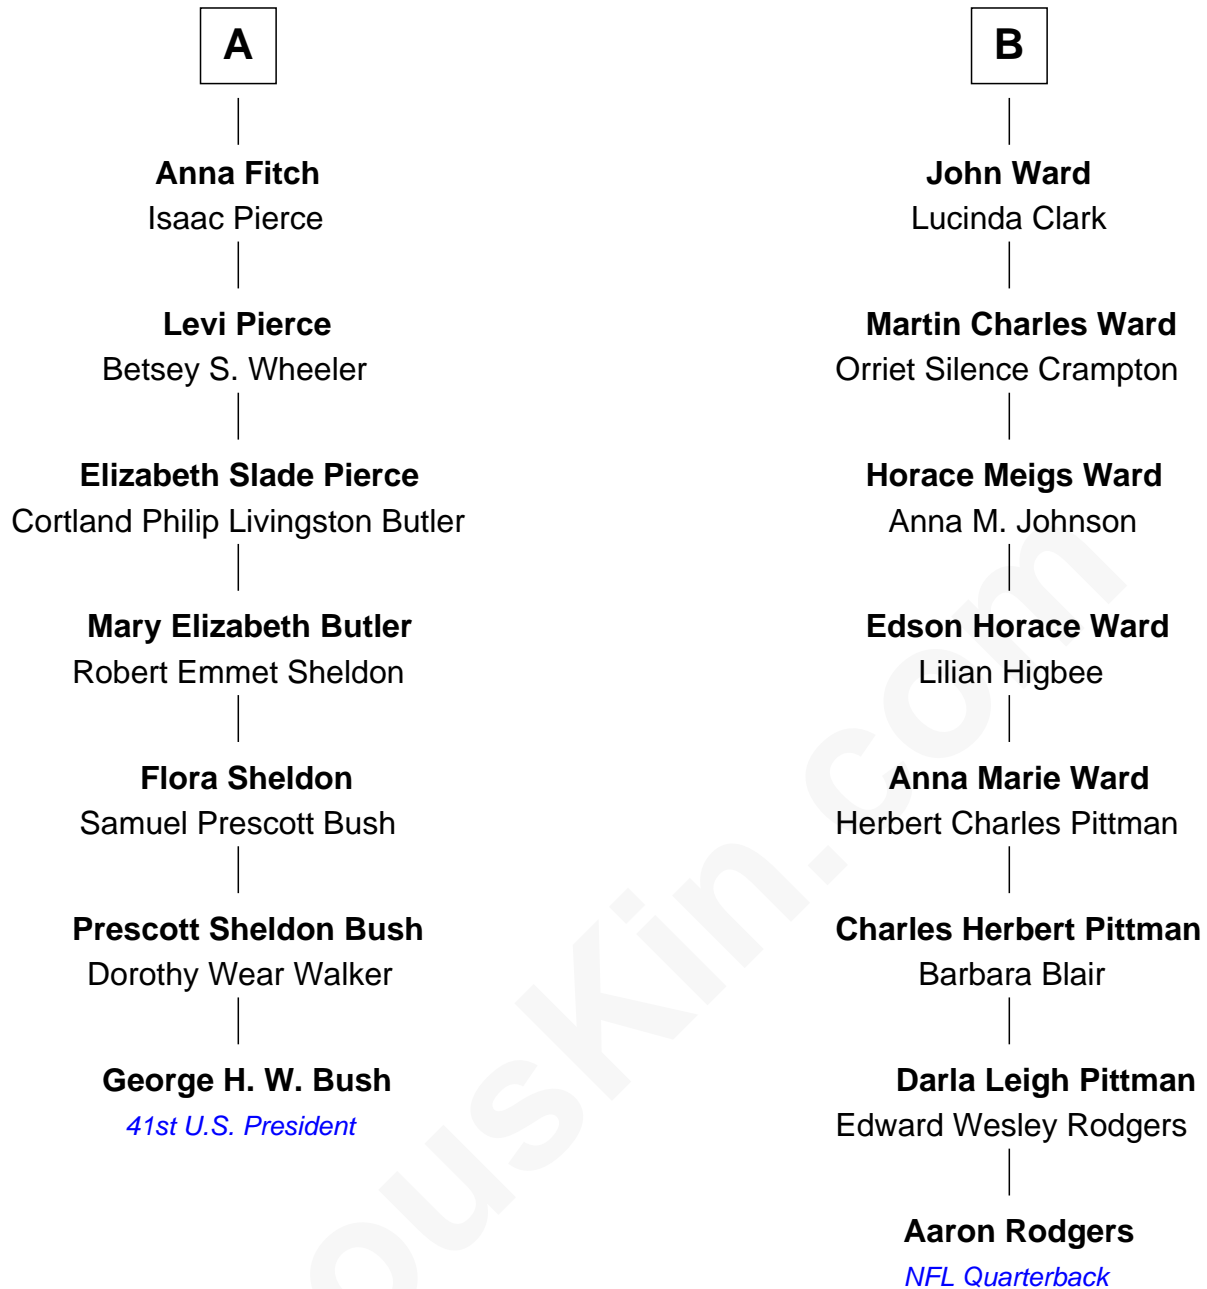 A
Anna Fitch
Isaac Pierce
Levi Pierce
Betsey S. Wheeler
Elizabeth Slade Pierce
Cortland Philip Livingston Butler
Mary Elizabeth Butler
Robert Emmet Sheldon
Flora Sheldon
Samuel Prescott Bush
Prescott Sheldon Bush
Dorothy Wear Walker
George H. W. Bush
41st U.S. President
B
John Ward
Lucinda Clark
Martin Charles Ward
Orriet Silence Crampton
Horace Meigs Ward
Anna M. Johnson
Edson Horace Ward
Lilian Higbee
Anna Marie Ward
Herbert Charles Pittman
Charles Herbert Pittman
Barbara Blair
Darla Leigh Pittman
Edward Wesley Rodgers
Aaron Rodgers
NFL Quarterback
ousKin.com